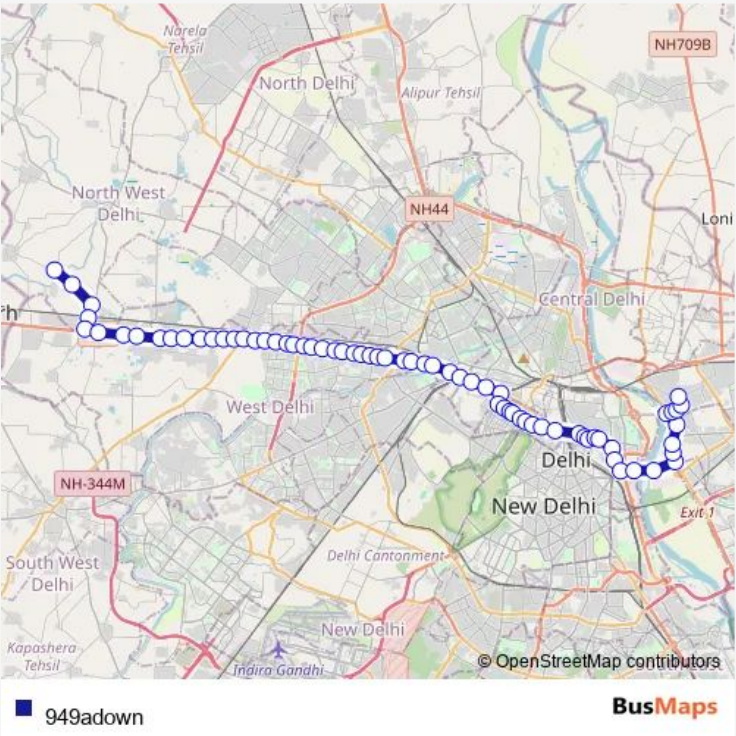 Narela
Tehsil
NH709B
North Delhi
Alipur Tehsil
North West
Delhi
NH44
Loni
Central Delhi
rh
West Delhi
Delhi
NH-344M
New Delhi
Exit 1
Delhi Cantonment
South West
Delhi
New Delhi
Kapashera
Tehsil
Indira Gandhi
© OpenStreetMap contributors
949adown
BusMaps